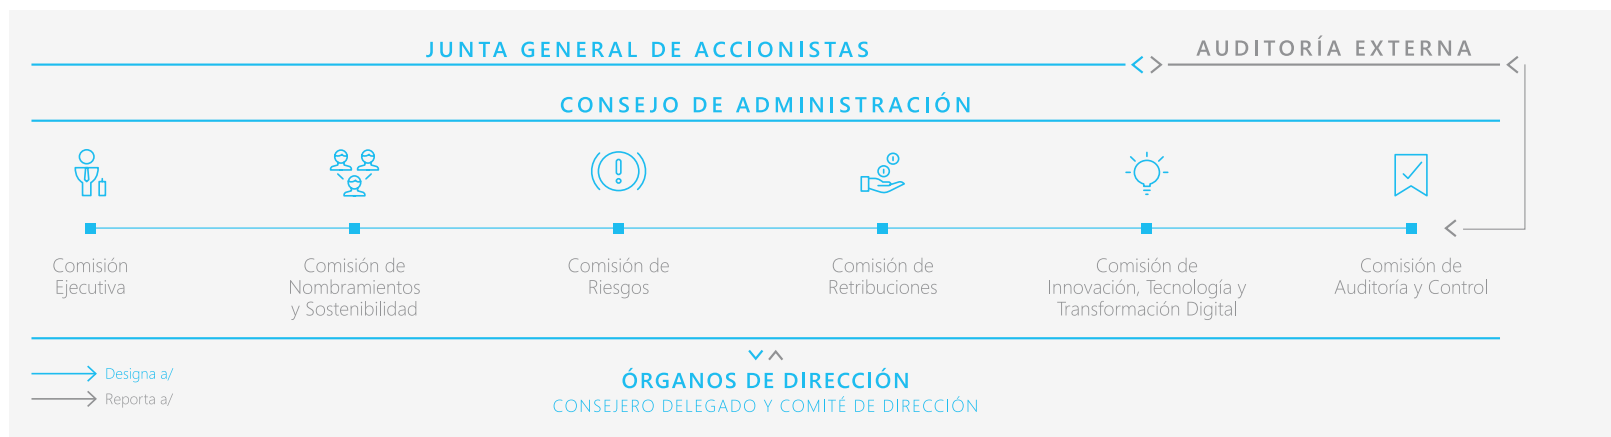 JUNTA GENERAL DE ACCIONISTAS
AUDITORÍA EXTERNA
CONSEJO DE ADMINISTRACIÓN
Comisión
Ejecutiva
Comisión de
Nombramientos
y Sostenibilidad
Comisión de
Riesgos
Comisión de
Retribuciones
Comisión de
Innovación, Tecnología y
Transformación Digital
Comisión de
Auditoría y Control
Designa a/
Reporta a/
ÓRGANOS DE DIRECCIÓN
CONSEJERO DELEGADO Y COMITÉ DE DIRECCIÓN